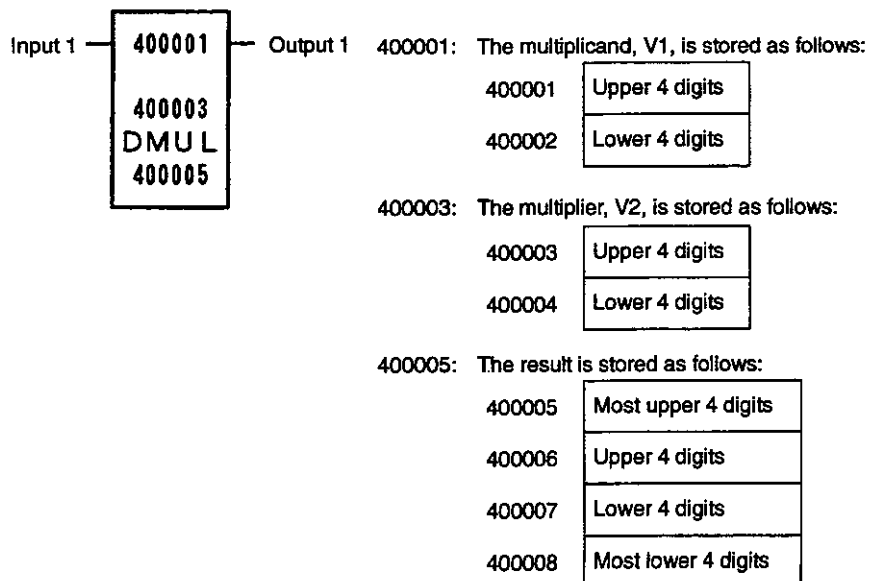 Input 1
400001
400003
DMUL
400005
Output 1
400001: The multiplicand, V1, is stored as follows:
400001 Upper 4 digits
400002 Lower 4 digits
400003: The multiplier, V2, is stored as follows:
400003 Upper 4 digits
400004 Lower 4 digits
400005: The result is stored as follows:
400005 Most upper 4 digits
400006 Upper 4 digits
400007 Lower 4 digits
400008 Most lower 4 digits